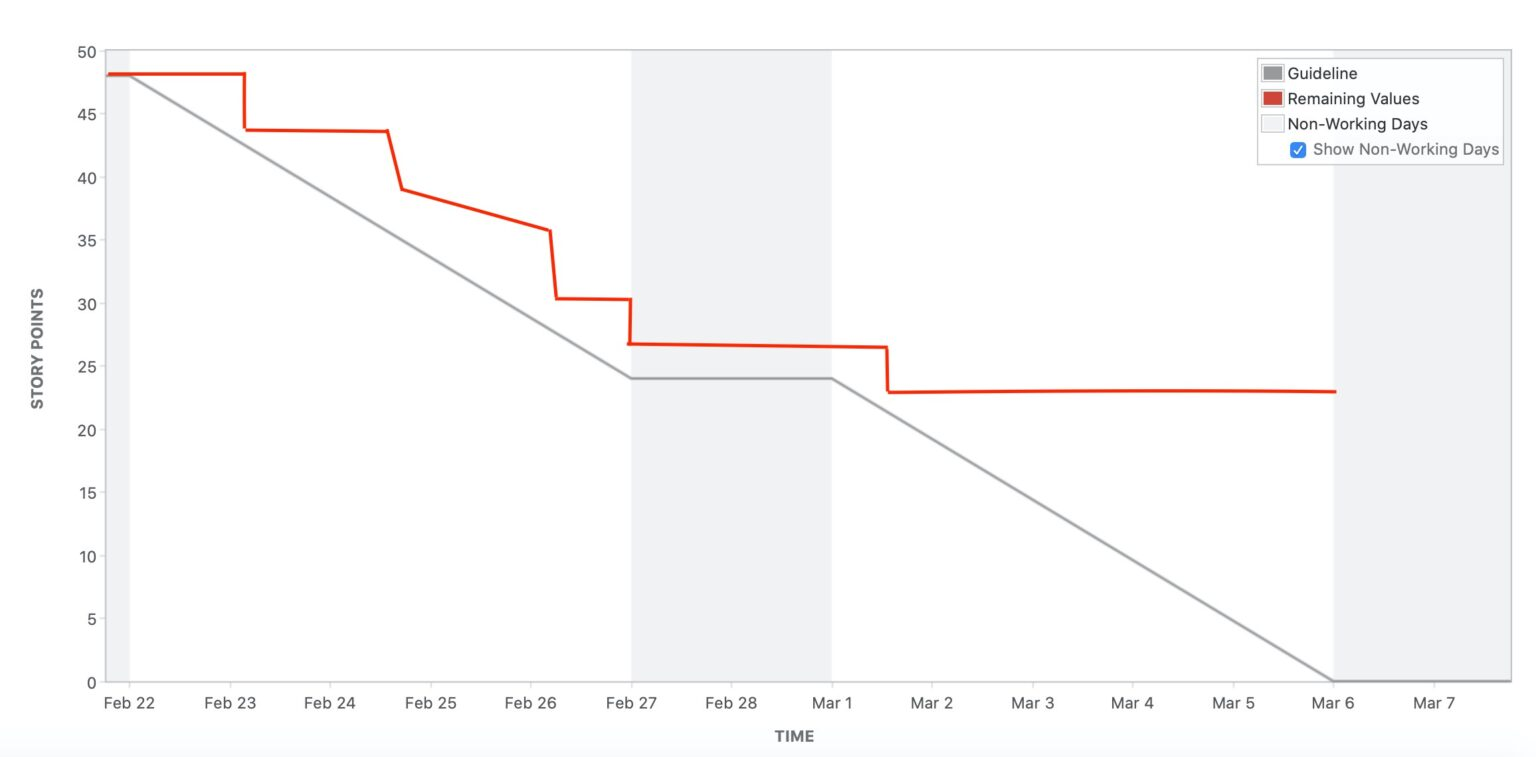 50
45
40
35
30
25
20
15
10
5
0
STORY POINTS
Guideline
Remaining Values
Non-Working Days
Show Non-Working Days
Feb 22 Feb 23 Feb 24 Feb 25 Feb 26 Feb 27 Feb 28 Mar 1 Mar 2 Mar 3 Mar 4 Mar 5 Mar 6 Mar 7
TIME